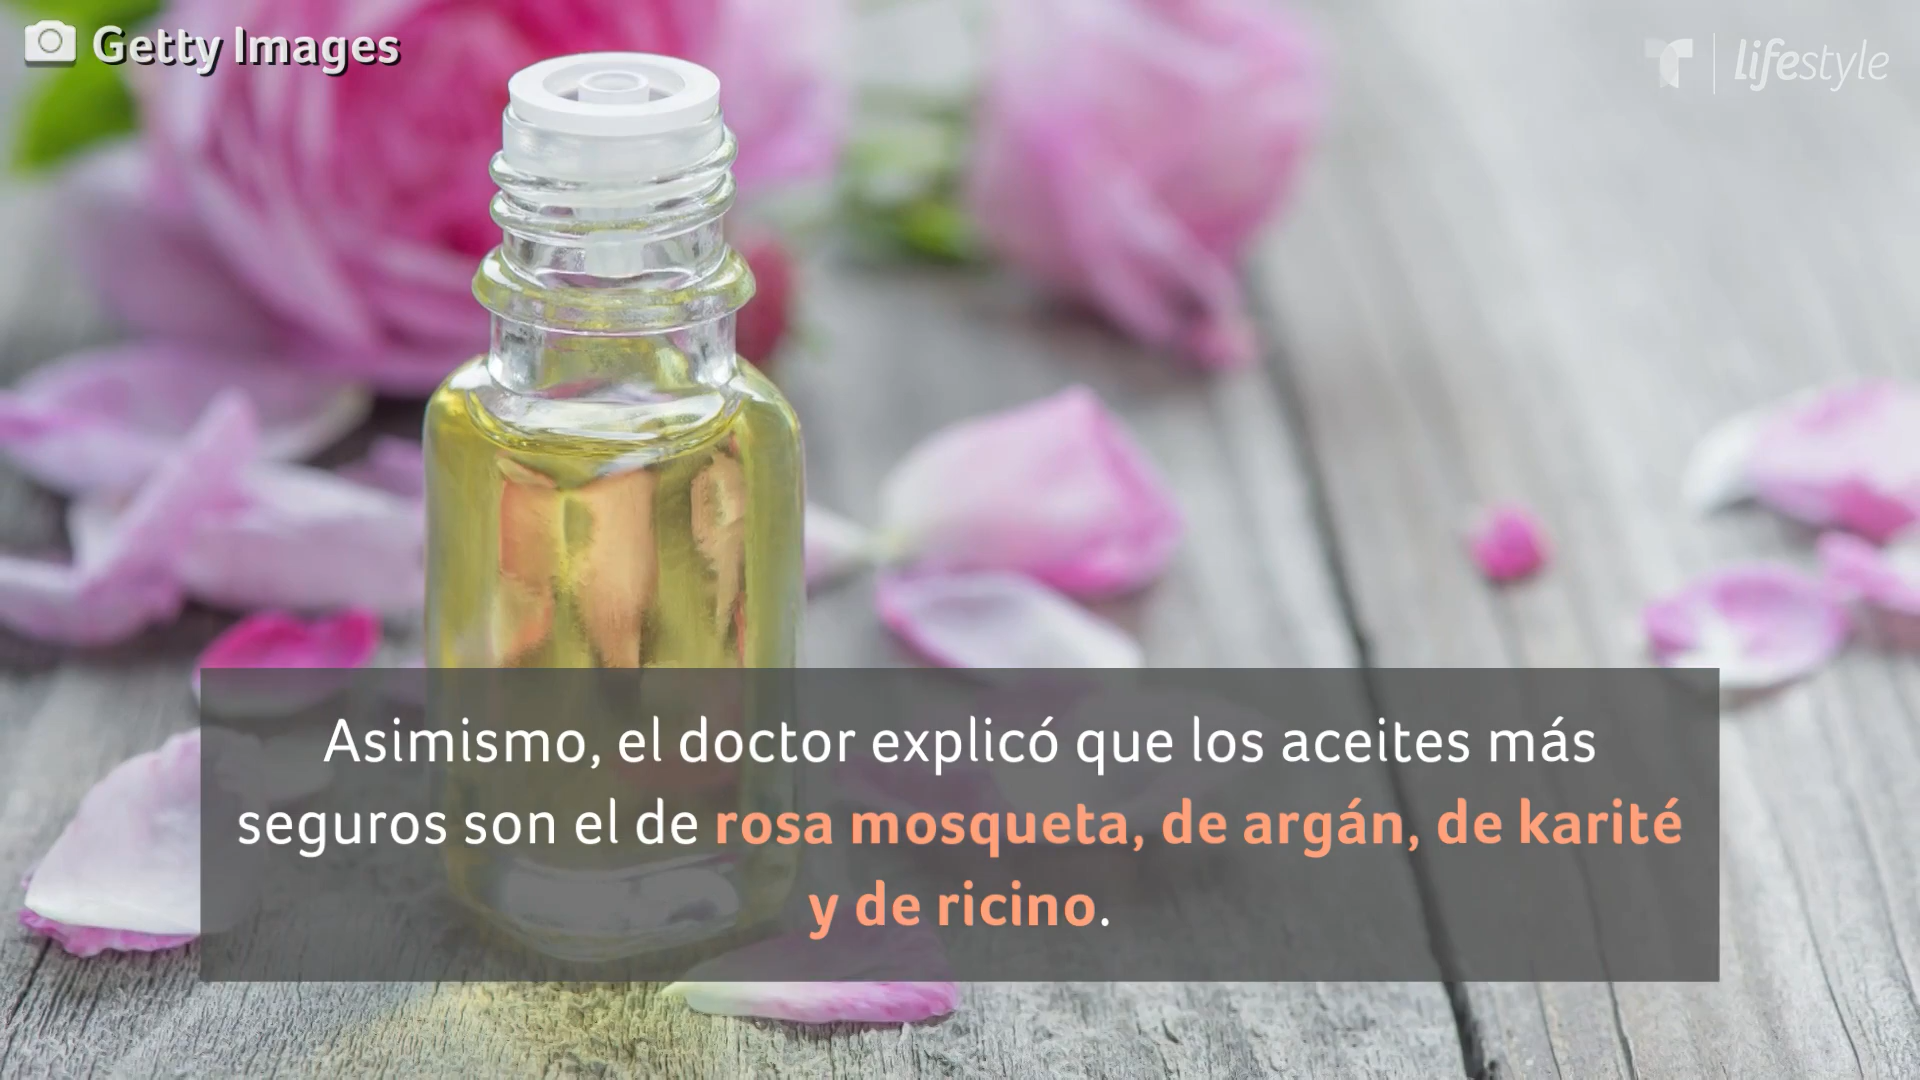 Getty Images
lifestyle
Asimismo, el doctor explicó que los aceites más
seguros son el de rosa mosqueta, de argán, de karité
y de ricino.